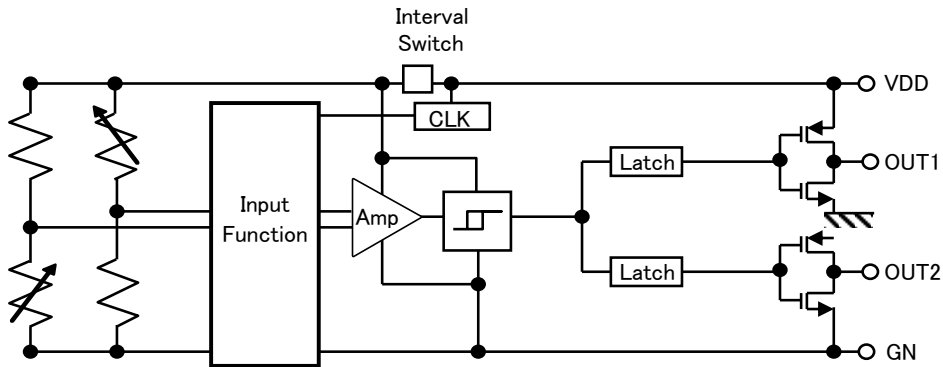 Interval
Switch
VDD
CLK
Latch
OUT1
Input
Function
Amp
Latch
OUT2
GN